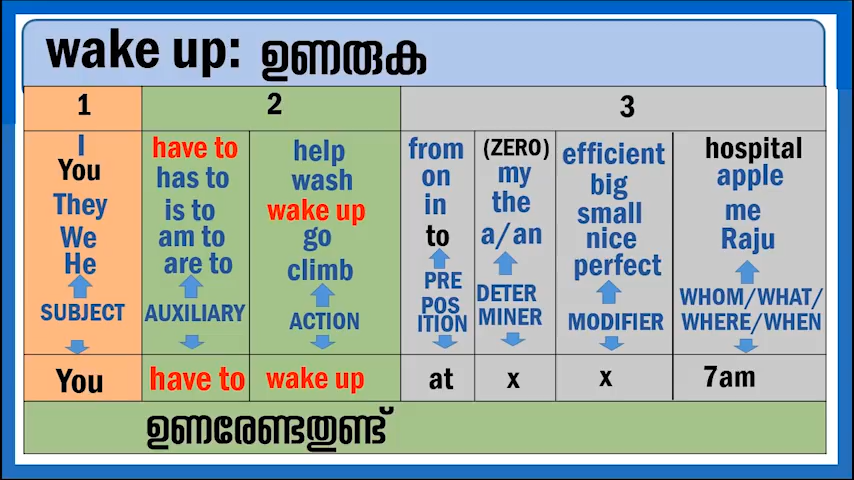 wake up: ഉണരുക
1 2 3
I have to help from (ZERO) efficient hospital
You has to wash on my big apple
They is to wake up in the small me
We am to go to a/an nice Raju
He are to climb perfect
SUBJECT AUXILIARY ACTION PRE POS ITION DETER MINER MODIFIER WHOM/WHAT/ WHERE/WHEN
You have to wake up at x x 7am
ഉണരേണ്ടതുണ്ട്